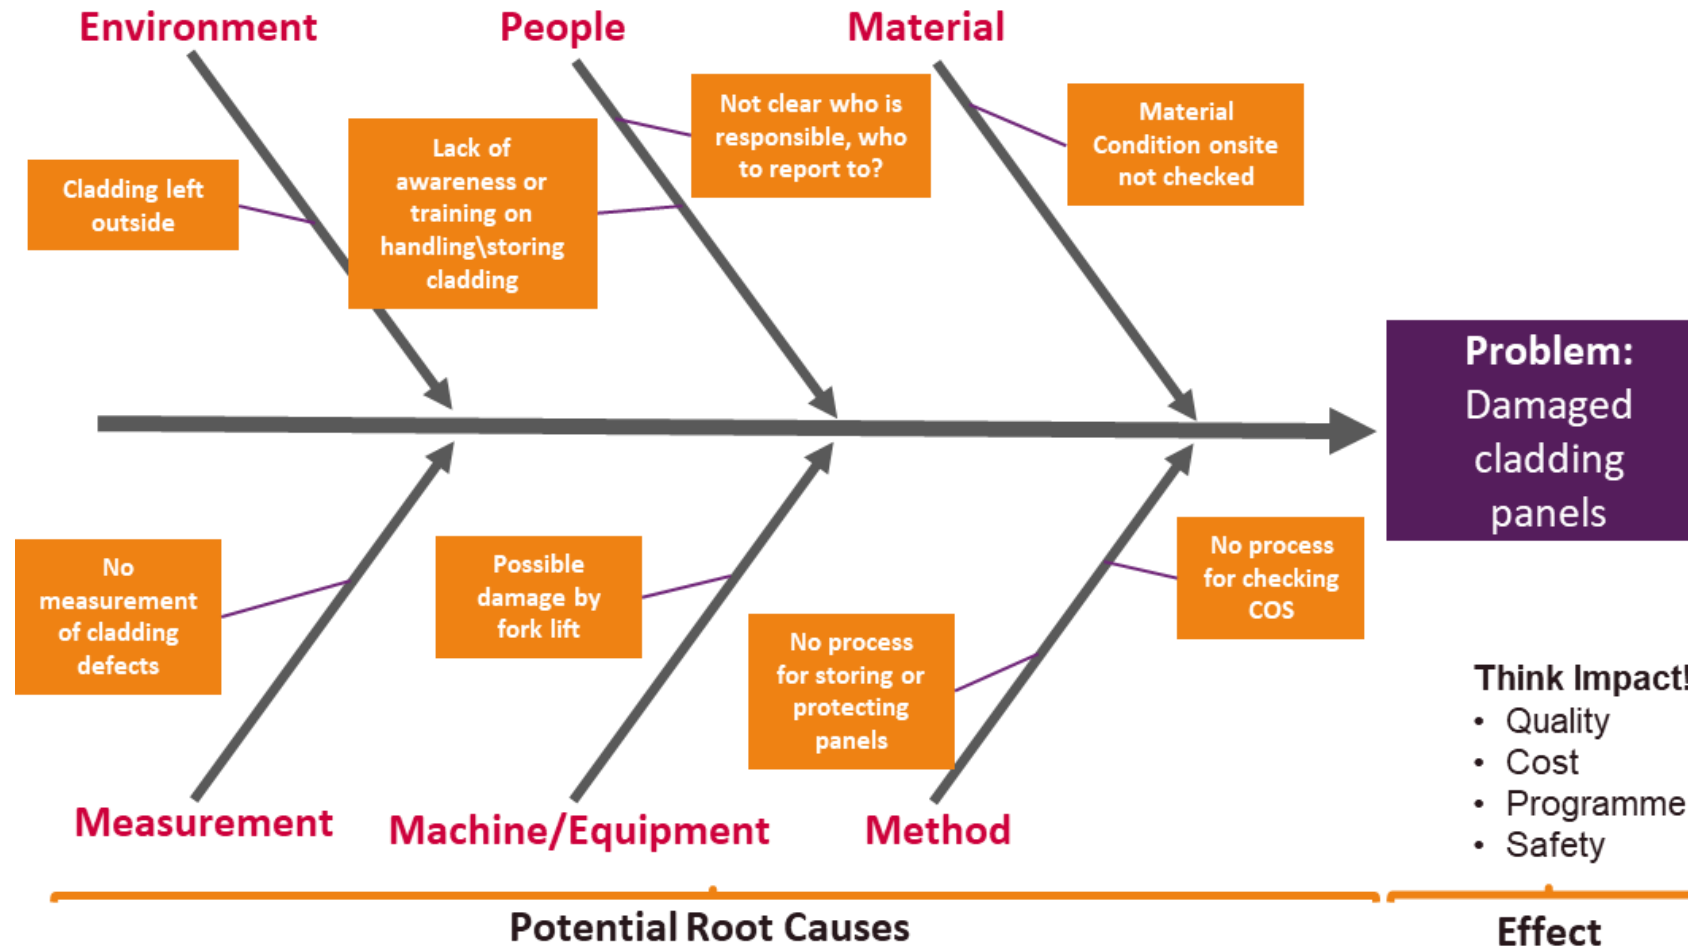 Environment
People
Material
Cladding left
outside
Lack of
awareness or
training on
handling\storing
cladding
Not clear who is
responsible, who
to report to?
Material
Condition onsite
not checked
Problem:
Damaged
cladding
panels
No
measurement
of cladding
defects
Possible
damage by
fork lift
No process
for storing or
protecting
panels
No process
for checking
COS
Measurement
Machine/Equipment
Method
Think Impact!
• Quality
• Cost
• Programme
• Safety
Potential Root Causes
Effect